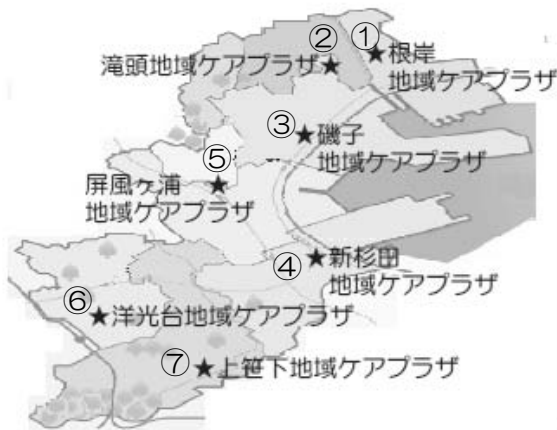 ①
★根岸
地域ケアプラザ
②
滝頭地域ケアプラザ★
③
★磯子
地域ケアプラザ
⑤
屏風ヶ浦★
地域ケアプラザ
④
★新杉田
地域ケアプラザ
⑥
★洋光台地域ケアプラザ
⑦
★上笹下地域ケアプラザ